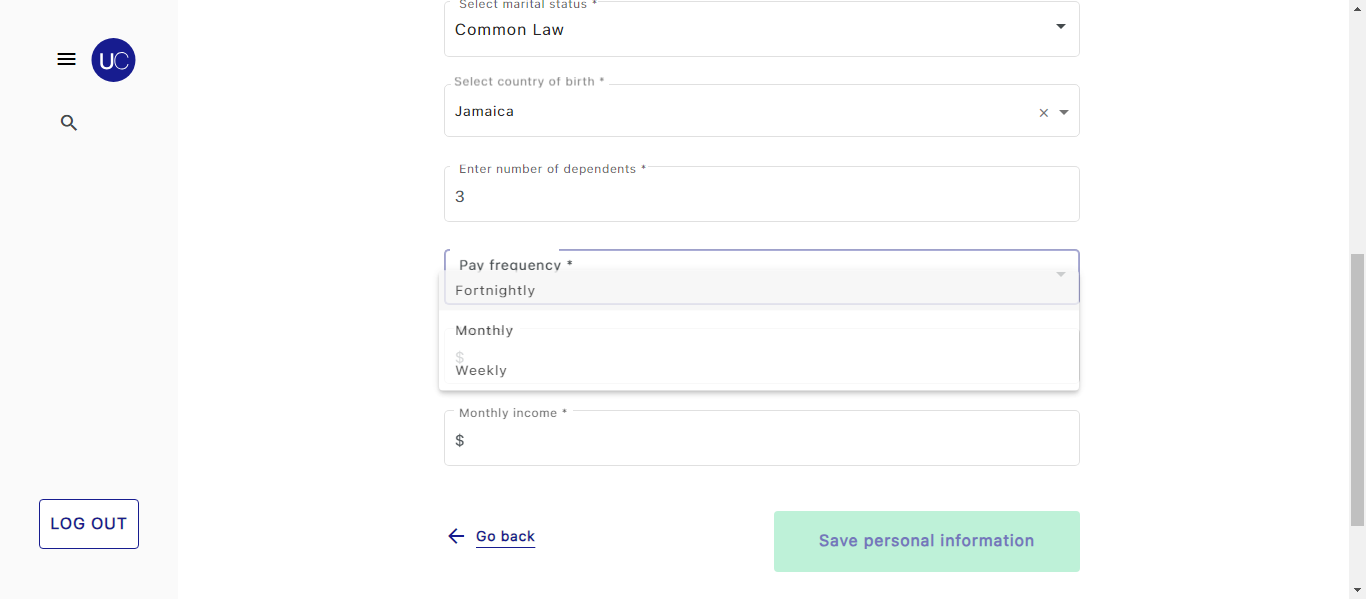 UC
Select marital status *
Common Law
Select country of birth *
Jamaica
Enter number of dependents *
3
Pay frequency *
Fortnightly
Monthly
$
Weekly
Monthly income *
$
LOG OUT
Go back
Save personal information